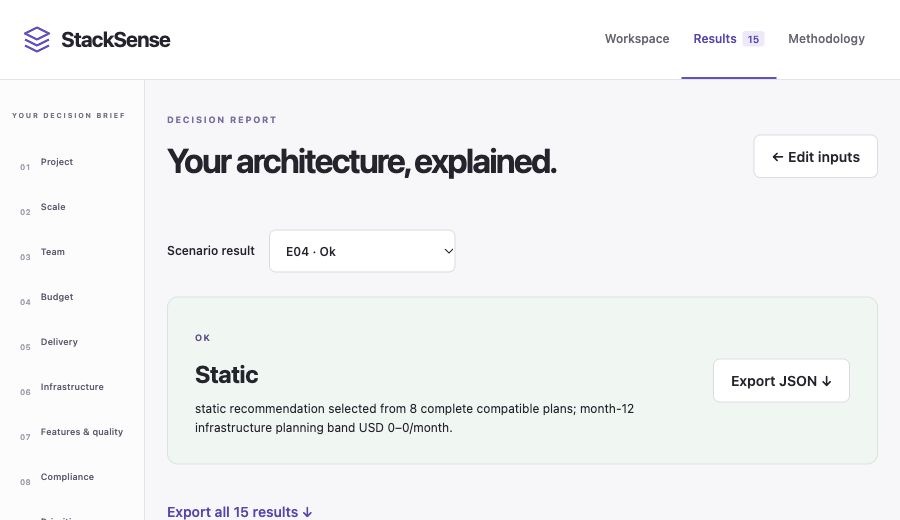 StackSense
Workspace
Results 15
Methodology
YOUR DECISION BRIEF
01 Project
02 Scale
03 Team
04 Budget
05 Delivery
06 Infrastructure
07 Features & quality
08 Compliance
DECISION REPORT
Your architecture, explained.
← Edit inputs
Scenario result
E04 · Ok
OK
Static
static recommendation selected from 8 complete compatible plans; month-12
infrastructure planning band USD 0–0/month.
Export JSON ↓
Export all 15 results ↓